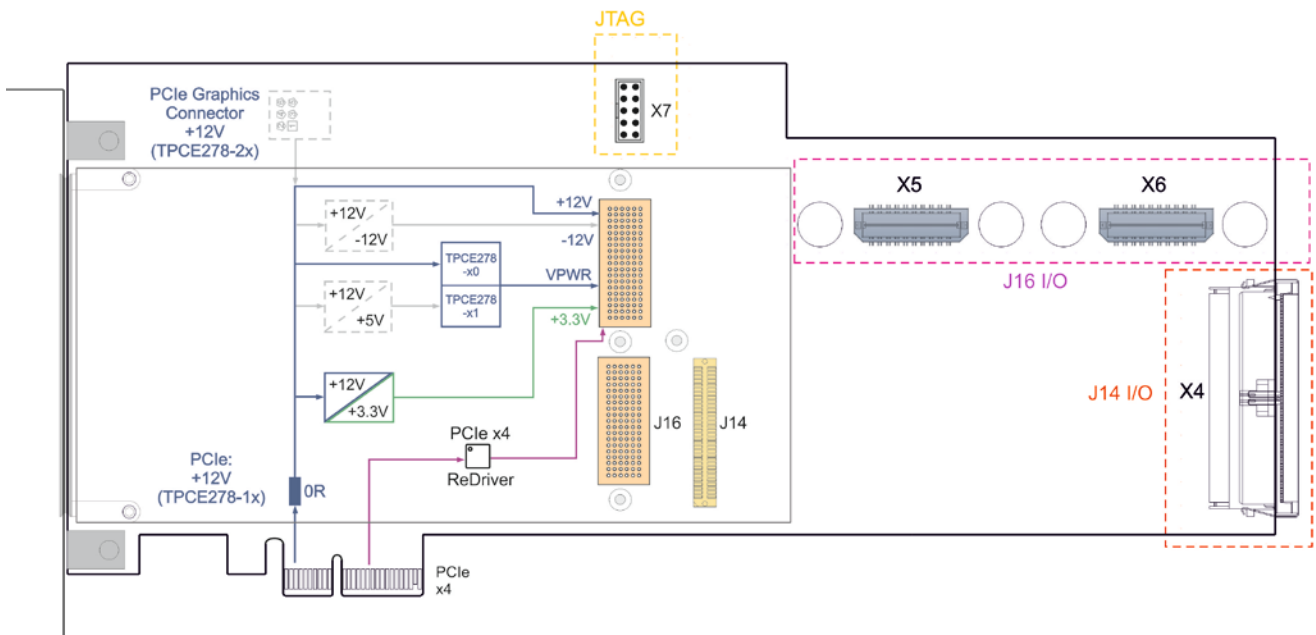 JTAG
X7
PCIe Graphics
Connector
+12V
(TPCE278-2x)
X5
X6
J16 I/O
+12V
-12V
+12V
-12V
TPCE278
-x0
VPWR
+12V
+5V
TPCE278
-x1
+3.3V
+12V
+3.3V
J16
J14
J14 I/O
X4
PCIe x4
ReDriver
PCIe:
+12V
(TPCE278-1x)
0R
PCIe
x4